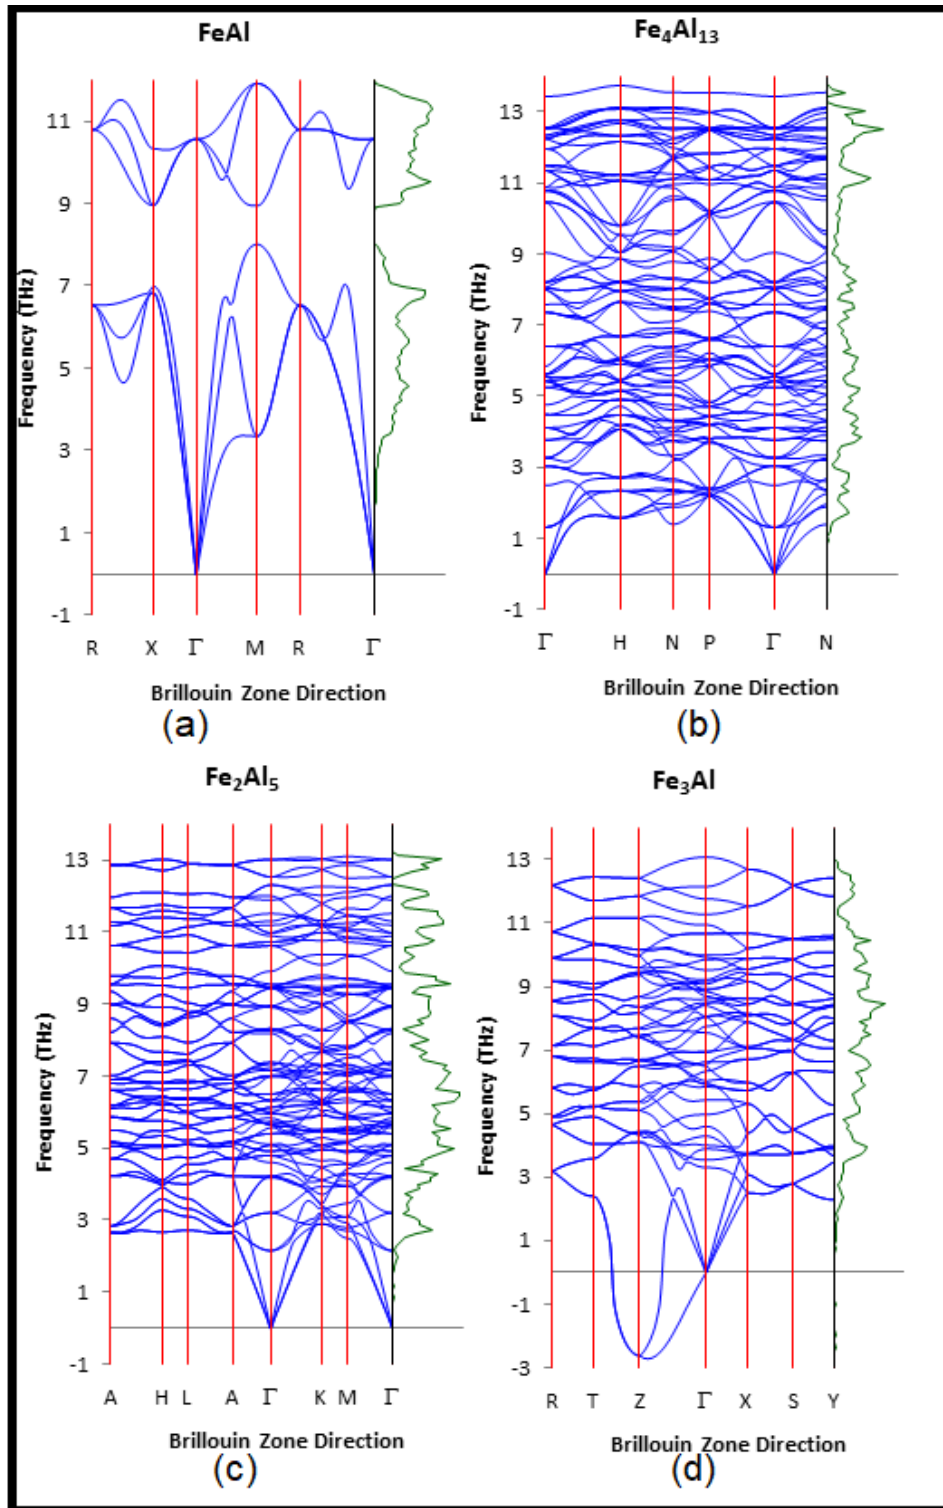 FeAl
Fe₄Al₁₃
Frequency (THz)
11
9
7
5
3
1
-1
R X Γ M R Γ
Brillouin Zone Direction
(a)
Frequency (THz)
13
11
9
7
5
3
1
-1
Γ H N P Γ N
Brillouin Zone Direction
(b)
Fe₂Al₅
Fe₃Al
Frequency (THz)
13
11
9
7
5
3
1
-1
A H L A Γ K M Γ
Brillouin Zone Direction
(c)
Frequency (THz)
13
11
9
7
5
3
1
-1
-3
R T Z Γ X S Y
Brillouin Zone Direction
(d)